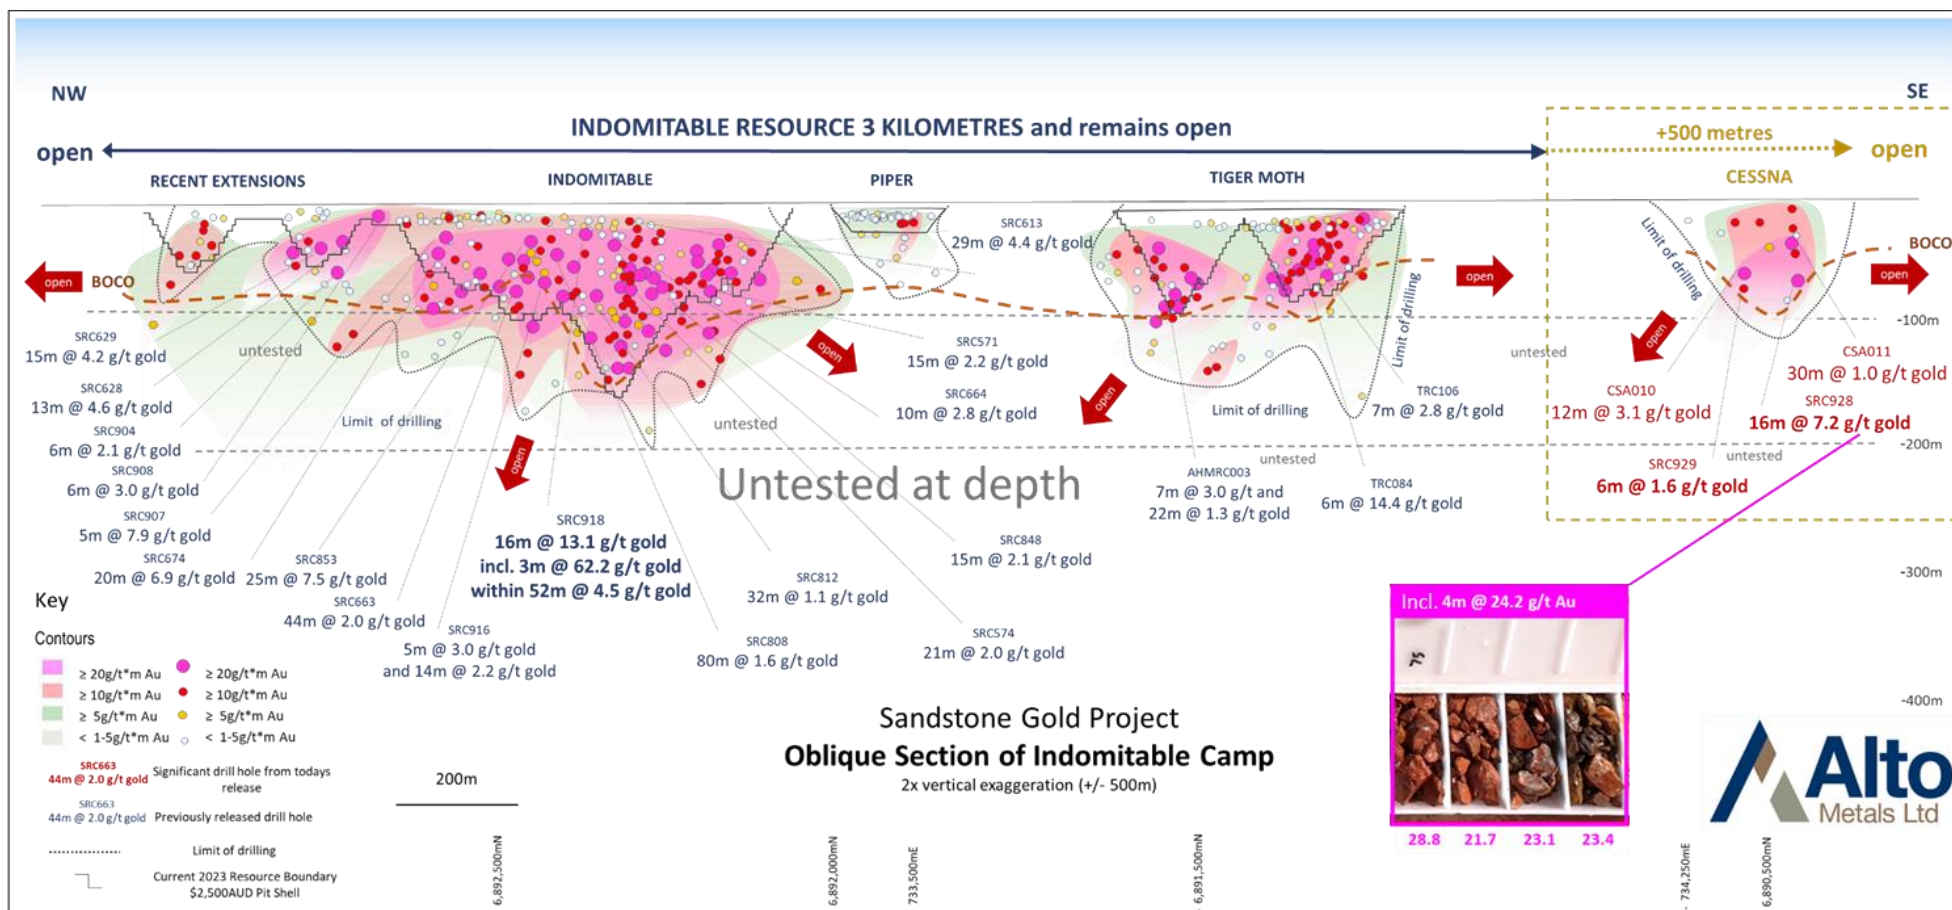 NW
SE
INDOMITABLE RESOURCE 3 KILOMETRES and remains open
+500 metres
open
open
RECENT EXTENSIONS
INDOMITABLE
PIPER
TIGER MOTH
CESSNA
SRC613
29m @ 4.4 g/t gold
Limit of drilling
BOCO
open
BOCO
open
open
Limit of drilling
-100m
SRC629
15m @ 4.2 g/t gold
untested
open
SRC571
15m @ 2.2 g/t gold
untested
open
CSA011
30m @ 1.0 g/t gold
SRC628
13m @ 4.6 g/t gold
SRC664
10m @ 2.8 g/t gold
open
TRC106
7m @ 2.8 g/t gold
CSA010
12m @ 3.1 g/t gold
SRC928
16m @ 7.2 g/t gold
Limit of drilling
untested
Limit of drilling
SRC904
6m @ 2.1 g/t gold
-200m
open
untested
untested
SRC908
6m @ 3.0 g/t gold
Untested at depth
AHMRC003
7m @ 3.0 g/t and
22m @ 1.3 g/t gold
TRC084
6m @ 14.4 g/t gold
SRC929
6m @ 1.6 g/t gold
SRC907
5m @ 7.9 g/t gold
SRC918
16m @ 13.1 g/t gold
incl. 3m @ 62.2 g/t gold
within 52m @ 4.5 g/t gold
SRC848
15m @ 2.1 g/t gold
SRC674
20m @ 6.9 g/t gold
SRC853
25m @ 7.5 g/t gold
SRC812
32m @ 1.1 g/t gold
-300m
SRC663
44m @ 2.0 g/t gold
SRC916
5m @ 3.0 g/t gold
and 14m @ 2.2 g/t gold
SRC808
80m @ 1.6 g/t gold
SRC574
21m @ 2.0 g/t gold
Key
Contours
≥ 20g/t*m Au
≥ 20g/t*m Au
≥ 10g/t*m Au
≥ 10g/t*m Au
≥ 5g/t*m Au
≥ 5g/t*m Au
< 1-5g/t*m Au
< 1-5g/t*m Au
SRC663
44m @ 2.0 g/t gold
Significant drill hole from todays
release
SRC663
44m @ 2.0 g/t gold
Previously released drill hole
Limit of drilling
Current 2023 Resource Boundary
$2,500AUD Pit Shell
200m
Sandstone Gold Project
Oblique Section of Indomitable Camp
2x vertical exaggeration (+/- 500m)
Incl. 4m @ 24.2 g/t Au
75
28.8 21.7 23.1 23.4
-400m
Alto
Metals Ltd
6,892,500mN
6,892,000mN
733,500mE
- 6,891,500mN
- 734,250mE
6,890,500mN